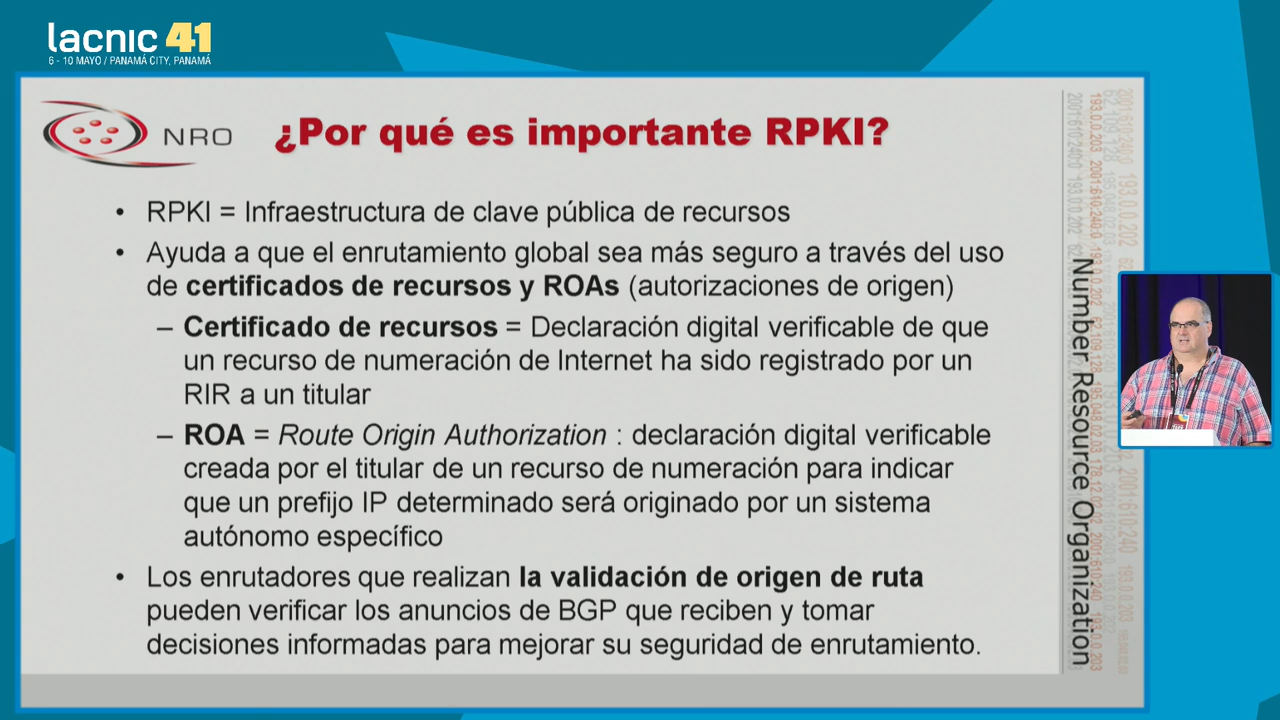 lacnic 41
6 - 10 MAYO / PANAMÁ CITY, PANAMÁ
NRO
¿Por qué es importante RPKI?
• RPKI = Infraestructura de clave pública de recursos
• Ayuda a que el enrutamiento global sea más seguro a través del uso
de certificados de recursos y ROAs (autorizaciones de origen)
– Certificado de recursos = Declaración digital verificable de que
un recurso de numeración de Internet ha sido registrado por un
RIR a un titular
– ROA = Route Origin Authorization : declaración digital verificable
creada por el titular de un recurso de numeración para indicar
que un prefijo IP determinado será originado por un sistema
autónomo específico
• Los enrutadores que realizan la validación de origen de ruta
pueden verificar los anuncios de BGP que reciben y tomar
decisiones informadas para mejorar su seguridad de enrutamiento.
Number Resource Organization